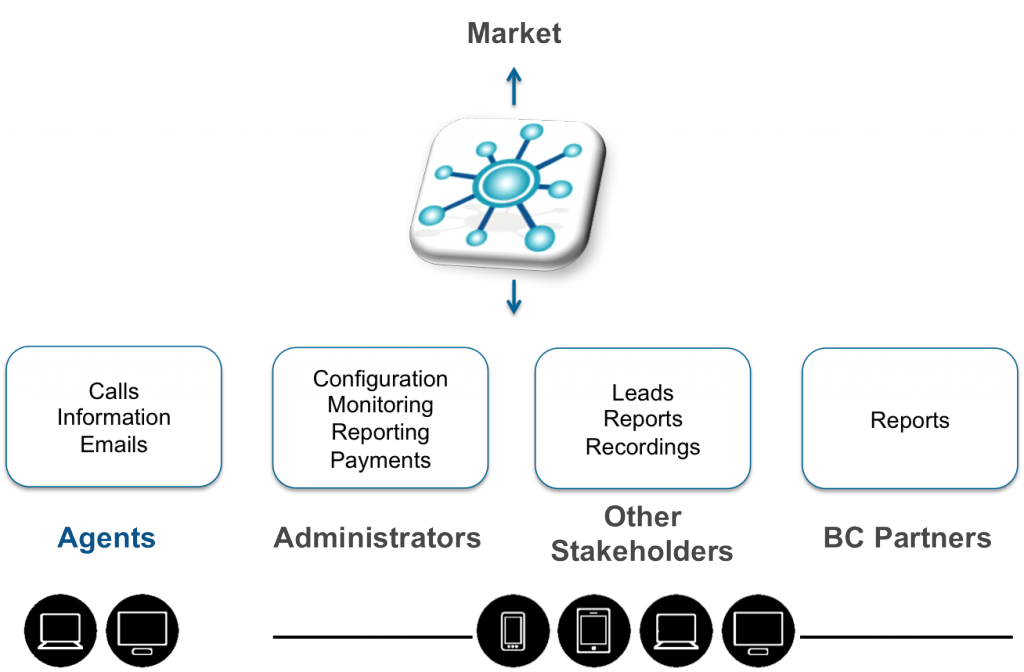 Market
Calls
Information
Emails
Configuration
Monitoring
Reporting
Payments
Leads
Reports
Recordings
Reports
Agents
Administrators
Other
Stakeholders
BC Partners